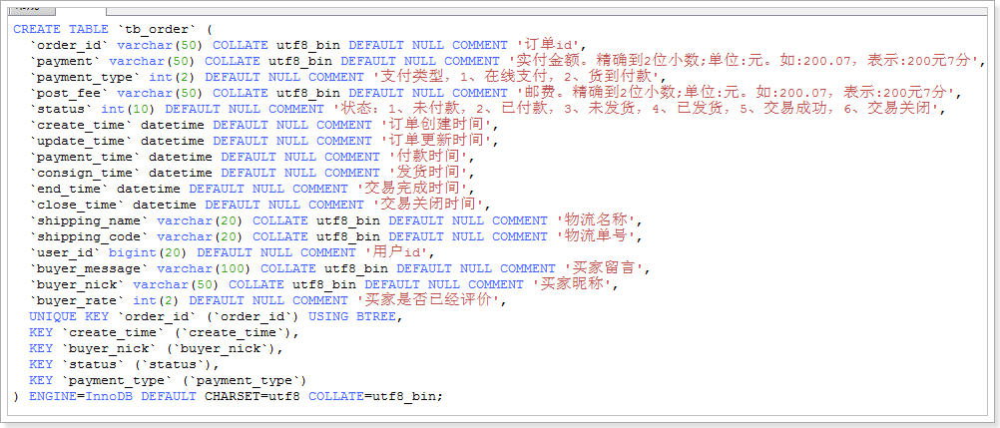 CREATE TABLE `tb_order` (
`order_id` varchar(50) COLLATE utf8_bin DEFAULT NULL COMMENT '订单id',
`payment` varchar(50) COLLATE utf8_bin DEFAULT NULL COMMENT '实付金额。精确到2位小数;单位:元。如:200.07，表示:200元7分',
`payment_type` int(2) DEFAULT NULL COMMENT '支付类型，1、在线支付，2、货到付款',
`post_fee` varchar(50) COLLATE utf8_bin DEFAULT NULL COMMENT '邮费。精确到2位小数;单位:元。如:200.07，表示:200元7分',
`status` int(10) DEFAULT NULL COMMENT '状态：1、未付款，2、已付款，3、未发货，4、已发货，5、交易成功，6、交易关闭',
`create_time` datetime DEFAULT NULL COMMENT '订单创建时间',
`update_time` datetime DEFAULT NULL COMMENT '订单更新时间',
`payment_time` datetime DEFAULT NULL COMMENT '付款时间',
`consign_time` datetime DEFAULT NULL COMMENT '发货时间',
`end_time` datetime DEFAULT NULL COMMENT '交易完成时间',
`close_time` datetime DEFAULT NULL COMMENT '交易关闭时间',
`shipping_name` varchar(20) COLLATE utf8_bin DEFAULT NULL COMMENT '物流名称',
`shipping_code` varchar(20) COLLATE utf8_bin DEFAULT NULL COMMENT '物流单号',
`user_id` bigint(20) DEFAULT NULL COMMENT '用户id',
`buyer_message` varchar(100) COLLATE utf8_bin DEFAULT NULL COMMENT '买家留言',
`buyer_nick` varchar(50) COLLATE utf8_bin DEFAULT NULL COMMENT '买家昵称',
`buyer_rate` int(2) DEFAULT NULL COMMENT '买家是否已经评价',
UNIQUE KEY `order_id` (`order_id`) USING BTREE,
KEY `create_time` (`create_time`),
KEY `buyer_nick` (`buyer_nick`),
KEY `status` (`status`),
KEY `payment_type` (`payment_type`)
) ENGINE=InnoDB DEFAULT CHARSET=utf8 COLLATE=utf8_bin;